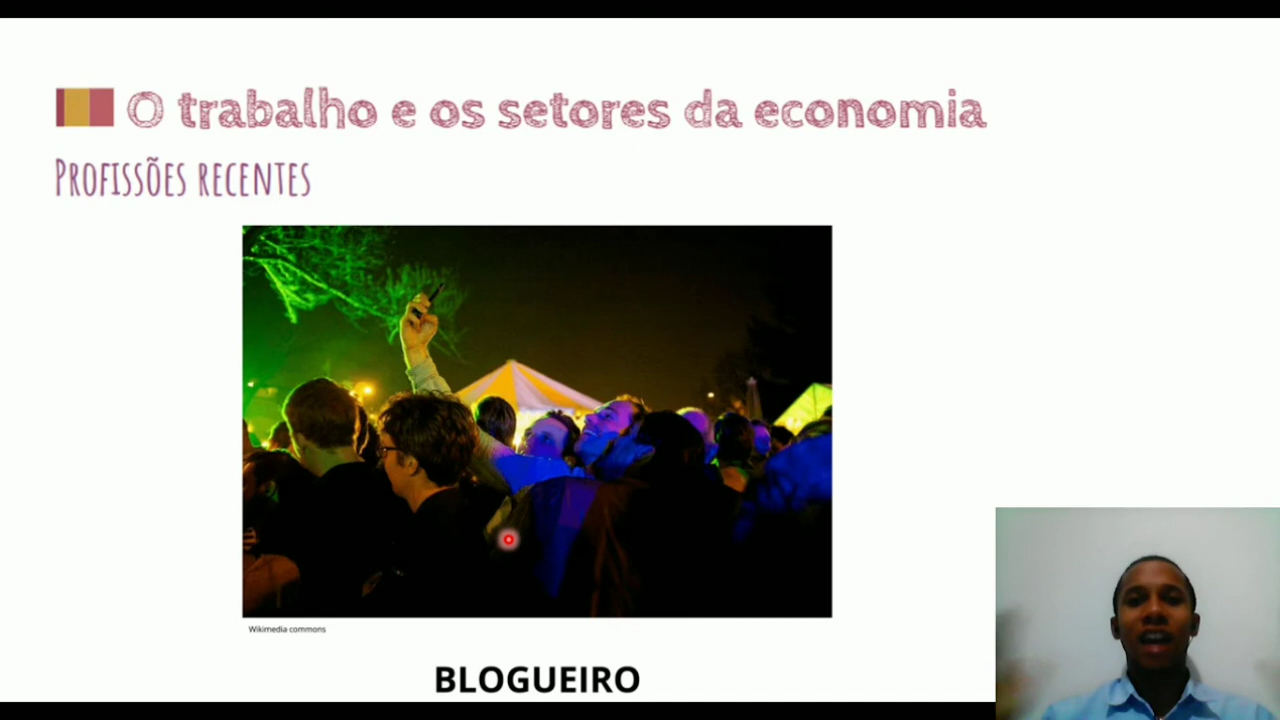 O trabalho e os setores da economia
PROFISSÕES RECENTES
Wikimedia commons
BLOGUEIRO